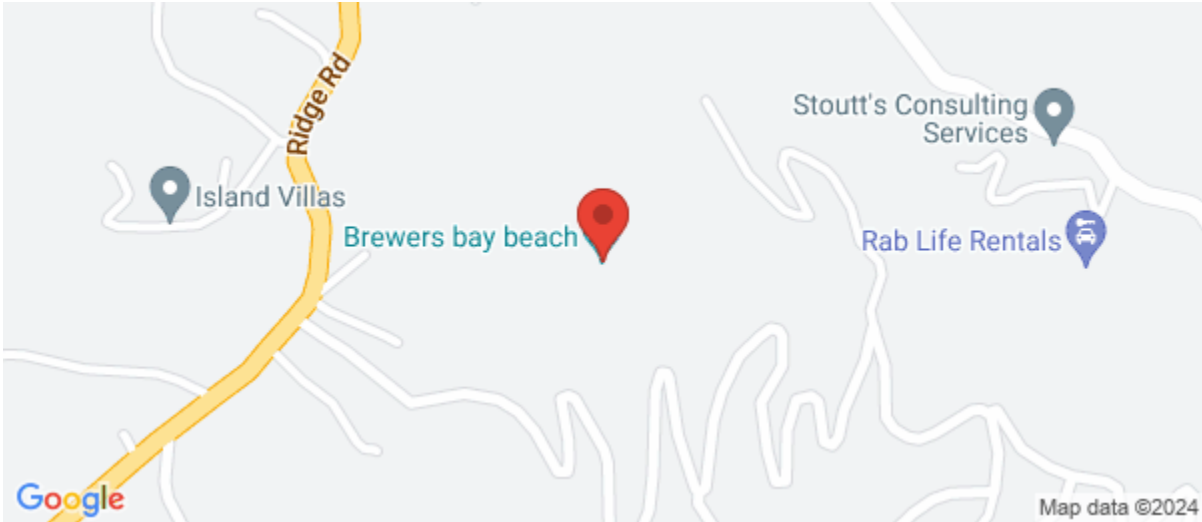 Ridge Rd
Stoutt's Consulting
Services
Island Villas
Brewers bay beach
Rab Life Rentals
Google
Map data ©2024